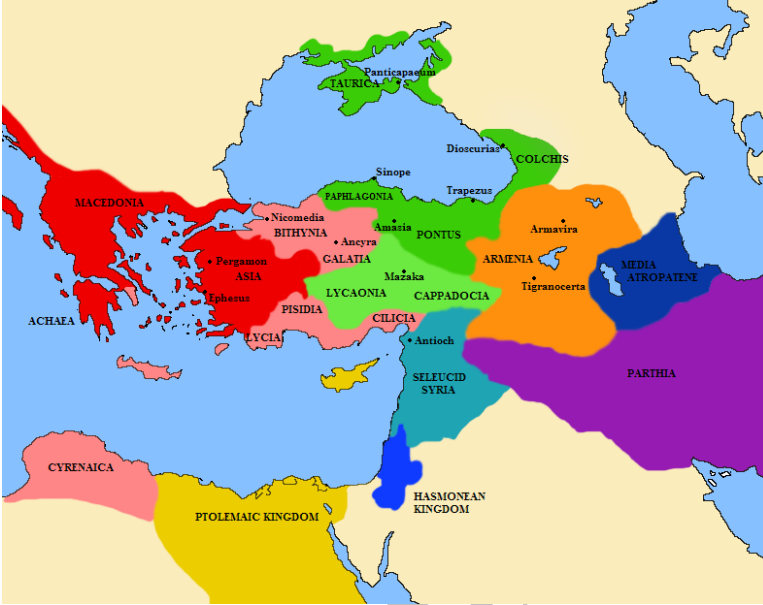 Panticapaeum
TAURICA
Dioscurias
COLCHIS
Sinope
Trapezus
PAPHLAGONIA
MACEDONIA
Nicomedia
Amasia
Armavira
BITHYNIA
PONTUS
Ancyra
GALATIA
ARMENIA
Pergamon
ASIA
Mazaka
MEDIA
ATROPATENE
Tigranocerta
LYCAONIA
CAPPADOCIA
Ephesus
PISIDIA
ACHAEA
CILICIA
LYCIA
Antioch
SELEUCID
SYRIA
PARTHIA
CYRENAICA
HASMONEAN
KINGDOM
PTOLEMAIC KINGDOM